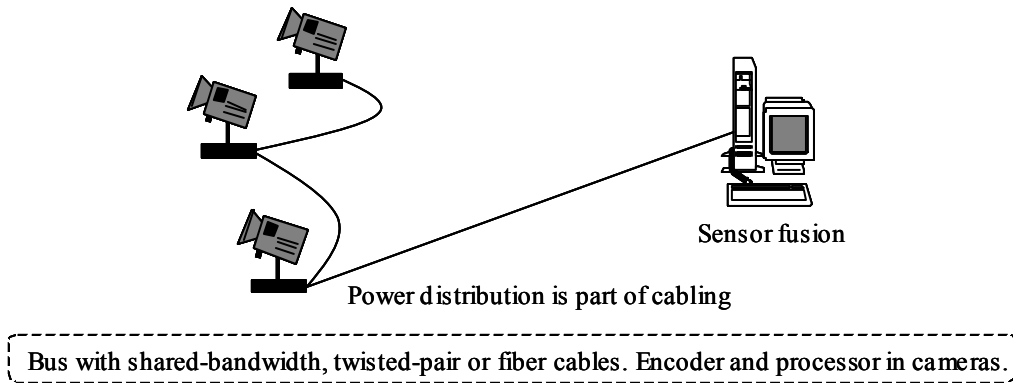 Sensor fusion
Power distribution is part of cabling
Bus with shared-bandwidth, twisted-pair or fiber cables. Encoder and processor in cameras.